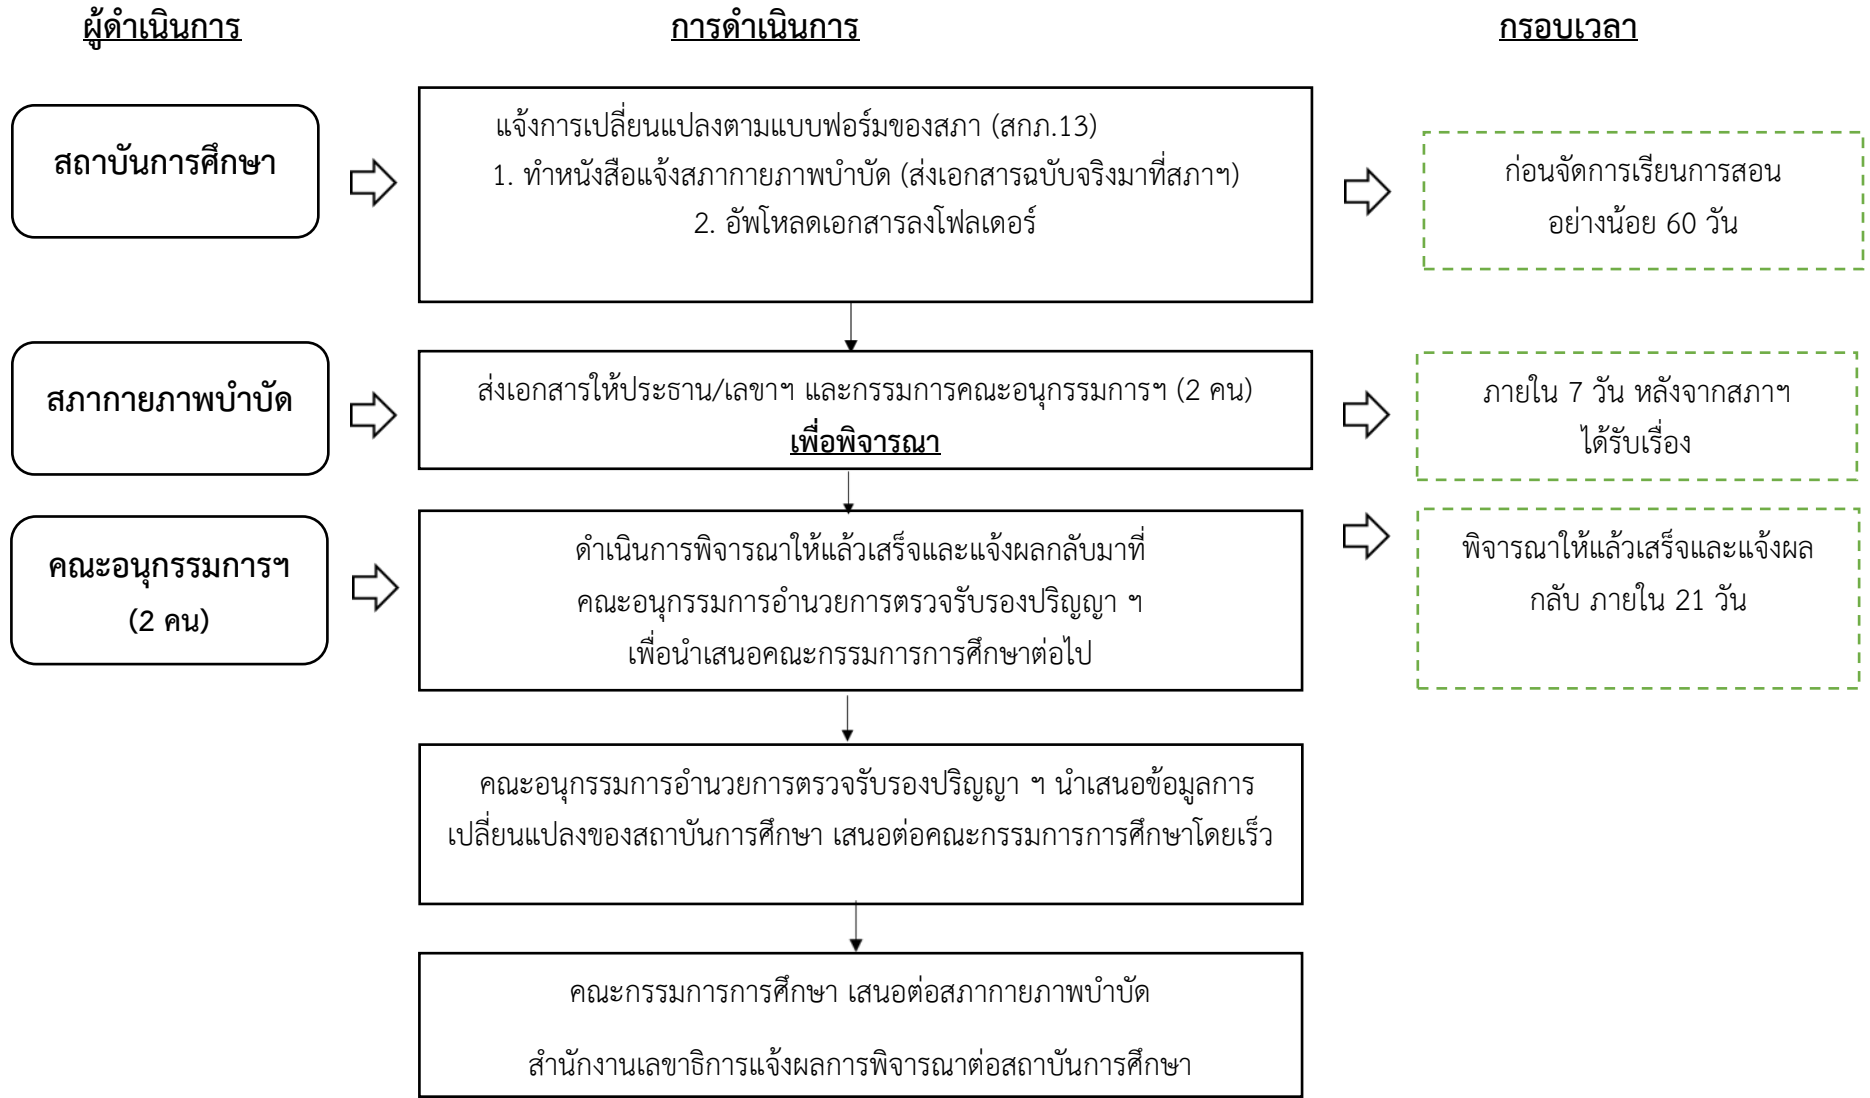 ผู้ดำเนินการ
การดำเนินการ
กรอบเวลา
สถาบันการศึกษา
แจ้งการเปลี่ยนแปลงตามแบบฟอร์มของสภา (สกภ.13)
1. ทำหนังสือแจ้งสภากายภาพบำบัด (ส่งเอกสารฉบับจริงมาที่สภาฯ)
2. อัพโหลดเอกสารลงโฟลเดอร์
ก่อนจัดการเรียนการสอน
อย่างน้อย 60 วัน
สภากายภาพบำบัด
ส่งเอกสารให้ประธาน/เลขาฯ และกรรมการคณะอนุกรรมการฯ (2 คน)
เพื่อพิจารณา
ภายใน 7 วัน หลังจากสภาฯ
ได้รับเรื่อง
คณะอนุกรรมการฯ
(2 คน)
ดำเนินการพิจารณาให้แล้วเสร็จและแจ้งผลกลับมาที่
คณะอนุกรรมการอำนวยการตรวจรับรองปริญญา ฯ
เพื่อนำเสนอคณะกรรมการการศึกษาต่อไป
พิจารณาให้แล้วเสร็จและแจ้งผล
กลับ ภายใน 21 วัน
คณะอนุกรรมการอำนวยการตรวจรับรองปริญญา ฯ นำเสนอข้อมูลการ
เปลี่ยนแปลงของสถาบันการศึกษา เสนอต่อคณะกรรมการการศึกษาโดยเร็ว
คณะกรรมการการศึกษา เสนอต่อสภากายภาพบำบัด
สำนักงานเลขาธิการแจ้งผลการพิจารณาต่อสถาบันการศึกษา